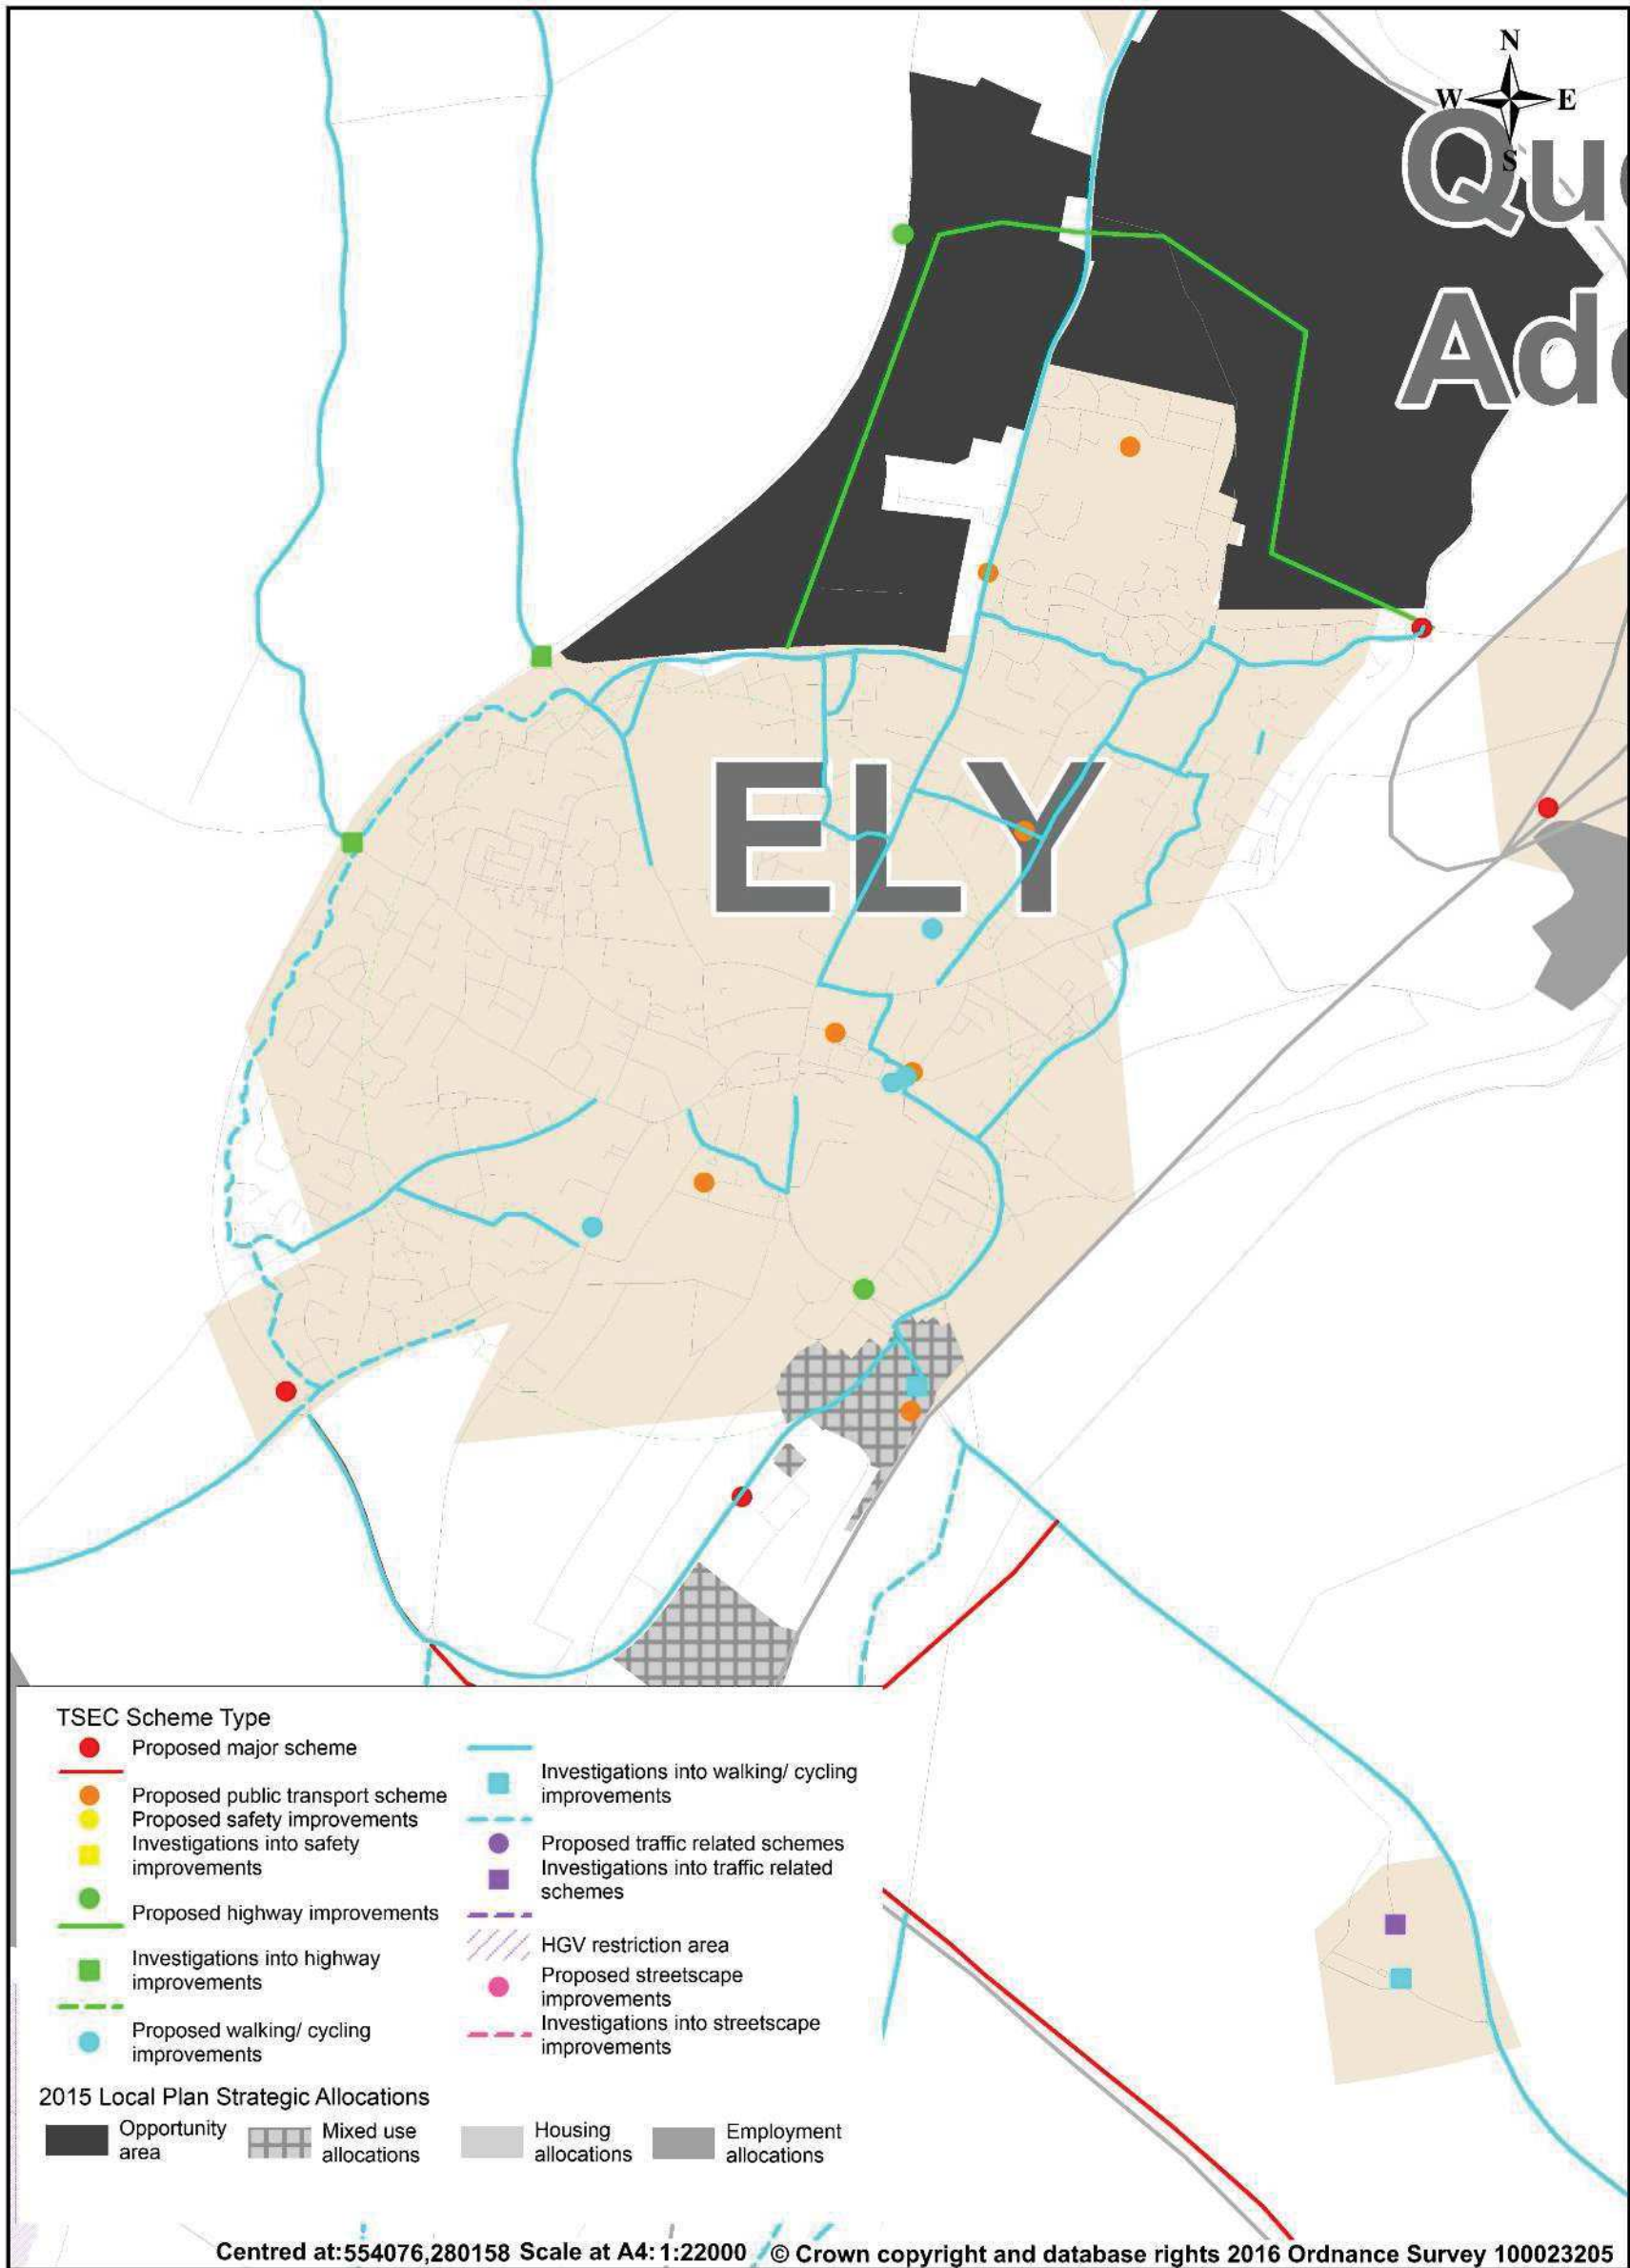 N
W E
S
Qu
Add
ELY
TSEC Scheme Type
Proposed major scheme
Proposed public transport scheme
Proposed safety improvements
Investigations into safety
improvements
Proposed highway improvements
Investigations into highway
improvements
Proposed walking/ cycling
improvements
Investigations into walking/ cycling
improvements
Proposed traffic related schemes
Investigations into traffic related
schemes
HGV restriction area
Proposed streetscape
improvements
Investigations into streetscape
improvements
2015 Local Plan Strategic Allocations
Opportunity
area
Mixed use
allocations
Housing
allocations
Employment
allocations
Centred at:554076,280158 Scale at A4: 1:22000 © Crown copyright and database rights 2016 Ordnance Survey 100023205